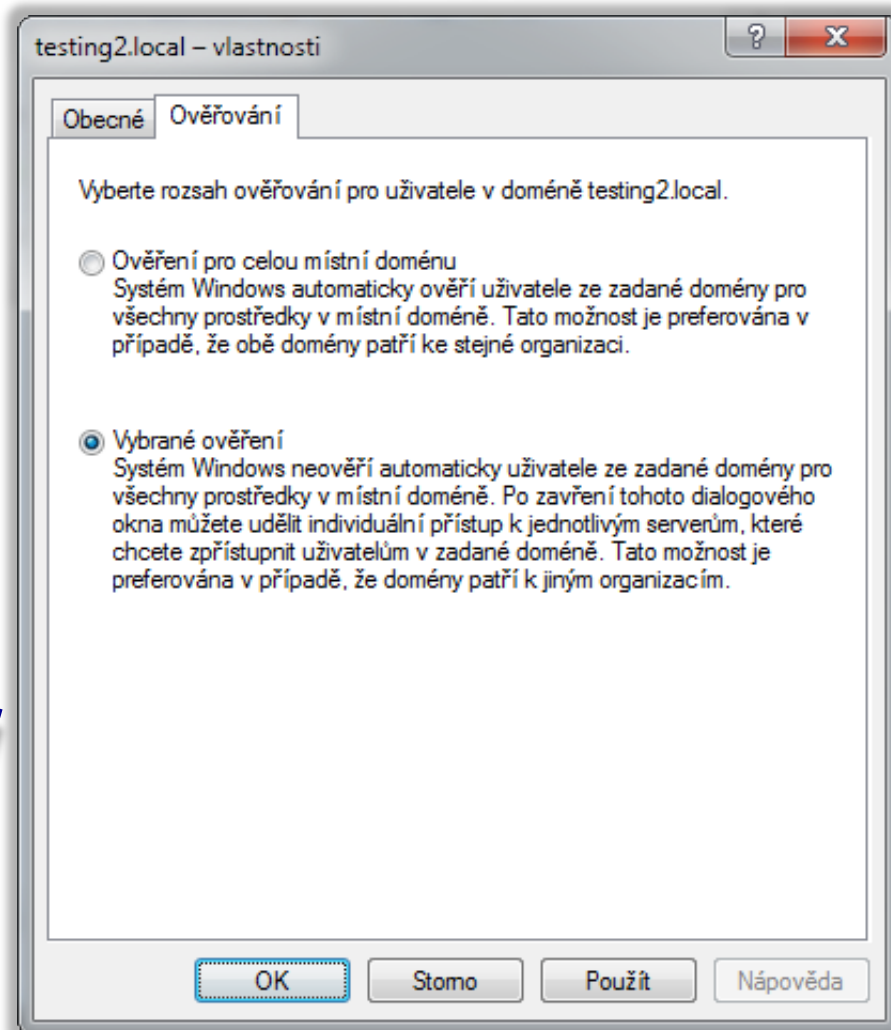 testing2.local – vlastnosti
Obecné
Ověřování
Vyberte rozsah ověřování pro uživatele v doméně testing2.local.
Ověření pro celou místní doménu
Systém Windows automaticky ověří uživatele ze zadané domény pro
všechny prostředky v místní doméně. Tato možnost je preferována v
případě, že obě domény patří ke stejné organizaci.
Vybrané ověření
Systém Windows neověří automaticky uživatele ze zadané domény pro
všechny prostředky v místní doméně. Po zavření tohoto dialogového
okna můžete udělit individuální přístup k jednotlivým serverům, které
chcete zpřístupnit uživatelům v zadané doméně. Tato možnost je
preferována v případě, že domény patří k jiným organizacím.
OK
Storno
Použít
Nápověda